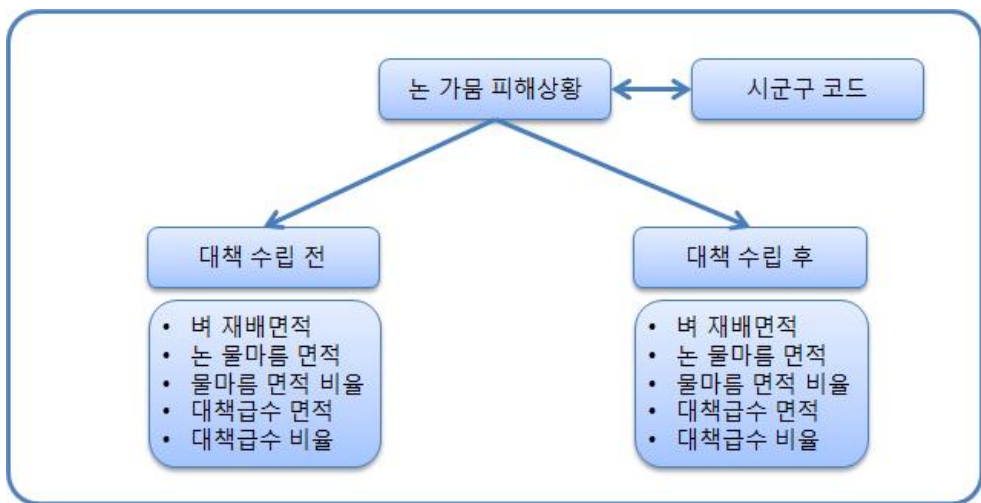 논 가뭄 피해상황
시군구 코드
대책 수립 전
• 벼 재배면적
• 논 물마름 면적
• 물마름 면적 비율
• 대책급수 면적
• 대책급수 비율
대책 수립 후
• 벼 재배면적
• 논 물마름 면적
• 물마름 면적 비율
• 대책급수 면적
• 대책급수 비율